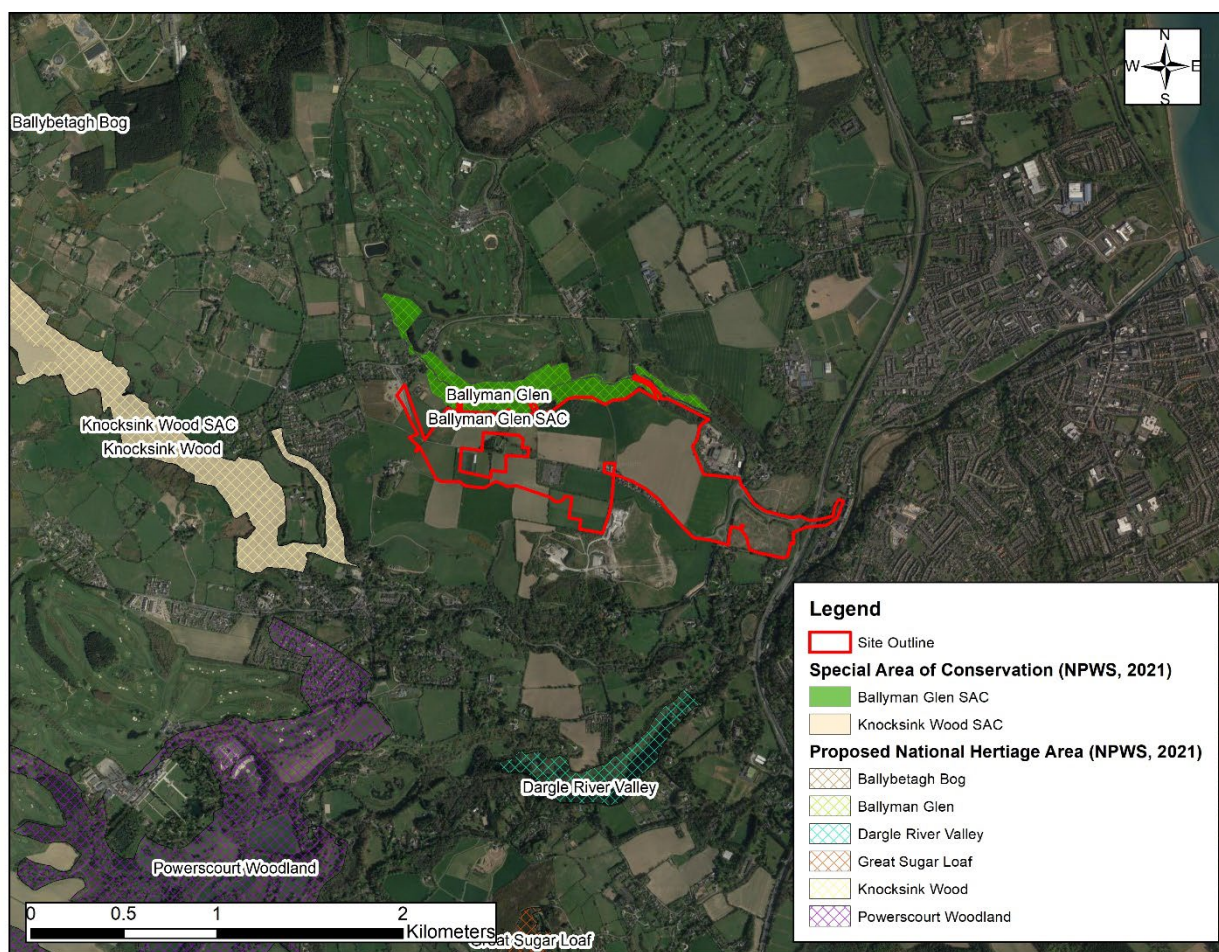 N
W E
S
Ballybetagh Bog
Ballyman Glen
Ballyman Glen SAC
Knocksink Wood SAC
Knocksink Wood
Dargle River Valley
Powerscourt Woodland
Great Sugar Loaf
0 0.5 1 2
Kilometers
Legend
Site Outline
Special Area of Conservation (NPWS, 2021)
Ballyman Glen SAC
Knocksink Wood SAC
Proposed National Hertiage Area (NPWS, 2021)
Ballybetagh Bog
Ballyman Glen
Dargle River Valley
Great Sugar Loaf
Knocksink Wood
Powerscourt Woodland